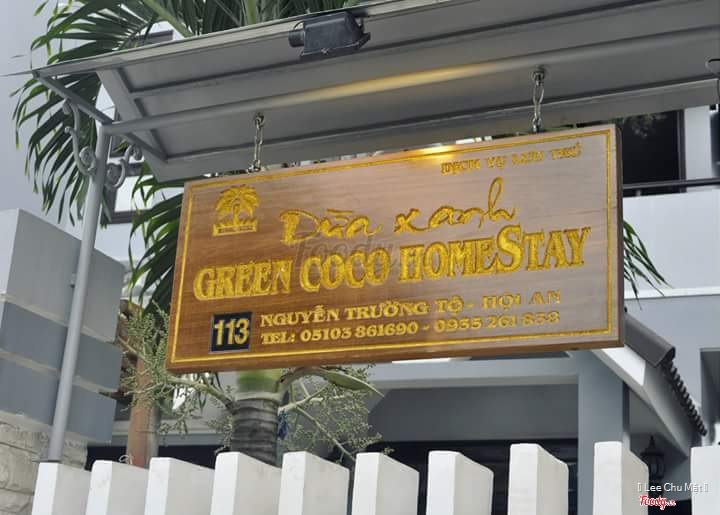 DỊCH VỤ LƯU TRÚ
Dừa xanh
GREEN COCO HOMESTAY
113
NGUYỄN TRƯỜNG TỘ - HỘI AN
TEL: 05103 861690 - 0935 261 838
Lee Chu Mất
Foody.vn